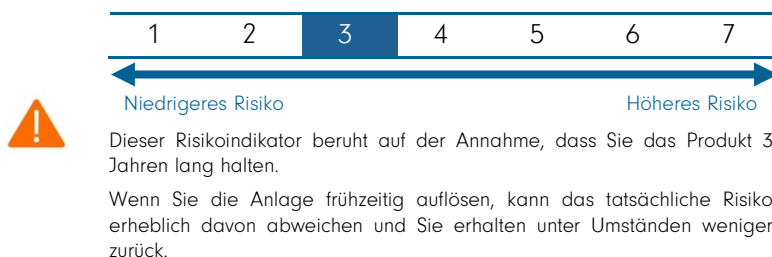 1 2 3 4 5 6 7
Niedrigeres Risiko Höheres Risiko
Dieser Risikoindikator beruht auf der Annahme, dass Sie das Produkt 3
Jahren lang halten.
Wenn Sie die Anlage frühzeitig auflösen, kann das tatsächliche Risiko
erheblich davon abweichen und Sie erhalten unter Umständen weniger
zurück.